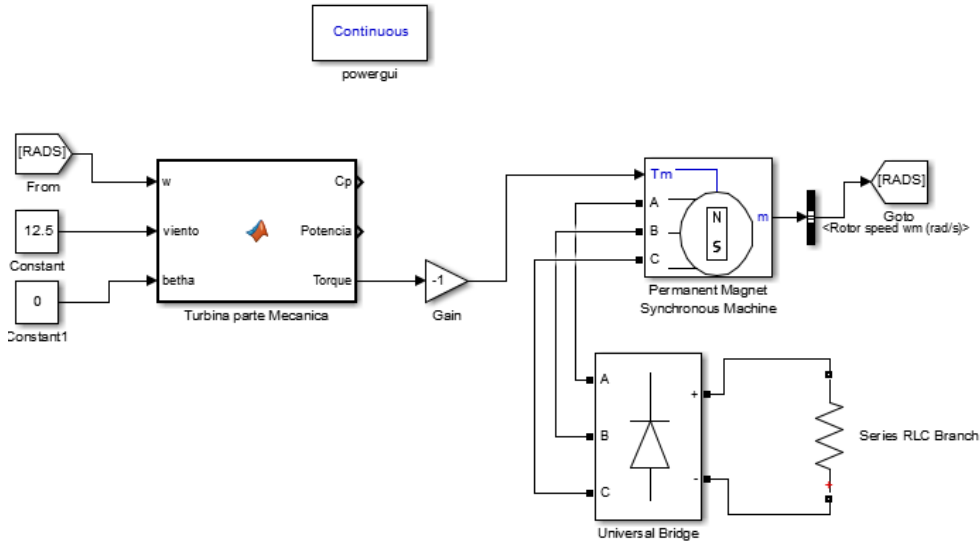 Continuous
powergui
[RADS]
From
12.5
Constant
0
Constant1
w
viento
betha
Cp
Potencia
Torque
Turbina parte Mecanica
-1
Gain
Tm
A
B
C
N
S
m
Permanent Magnet
Synchronous Machine
[RADS]
Goto
<Rotor speed wm (rad/s)>
A
B
C
+
-
Universal Bridge
+
Series RLC Branch